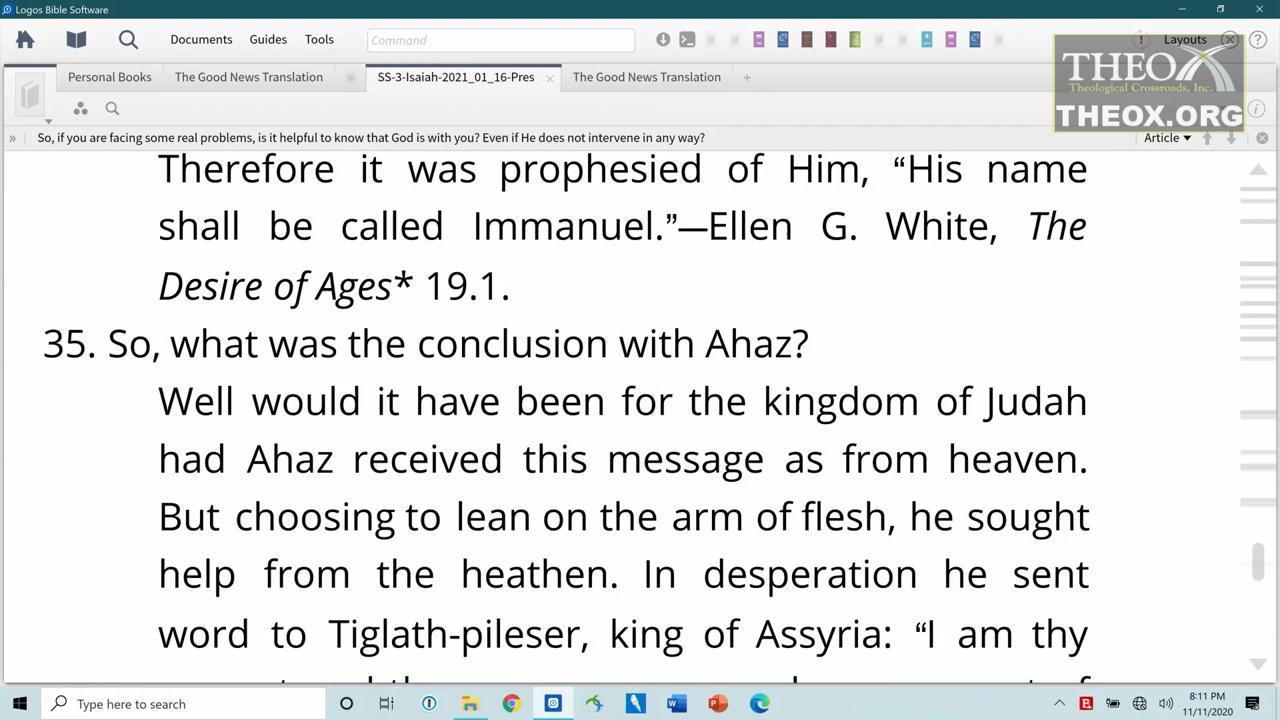 Logos Bible Software
Documents Guides Tools Command Layouts
Personal Books The Good News Translation SS-3-Isaiah-2021_01_16-Pres The Good News Translation
THEOX
Theological Crossroads, Inc.
THEOX.ORG
So, if you are facing some real problems, is it helpful to know that God is with you? Even if He does not intervene in any way? Article
Therefore it was prophesied of Him, “His name
shall be called Immanuel.”—Ellen G. White, The
Desire of Ages* 19.1.
35. So, what was the conclusion with Ahaz?
Well would it have been for the kingdom of Judah
had Ahaz received this message as from heaven.
But choosing to lean on the arm of flesh, he sought
help from the heathen. In desperation he sent
word to Tiglath-pileser, king of Assyria: “I am thy
Type here to search
8:11 PM
11/11/2020